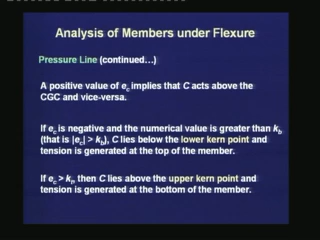 Analysis of Members under Flexure
Pressure Line (continued…)
A positive value of ec implies that C acts above the
CGC and vice-versa.
If ec is negative and the numerical value is greater than kb
(that is |ec| > kb), C lies below the lower kern point and
tension is generated at the top of the member.
If ec > kt, then C lies above the upper kern point and
tension is generated at the bottom of the member.